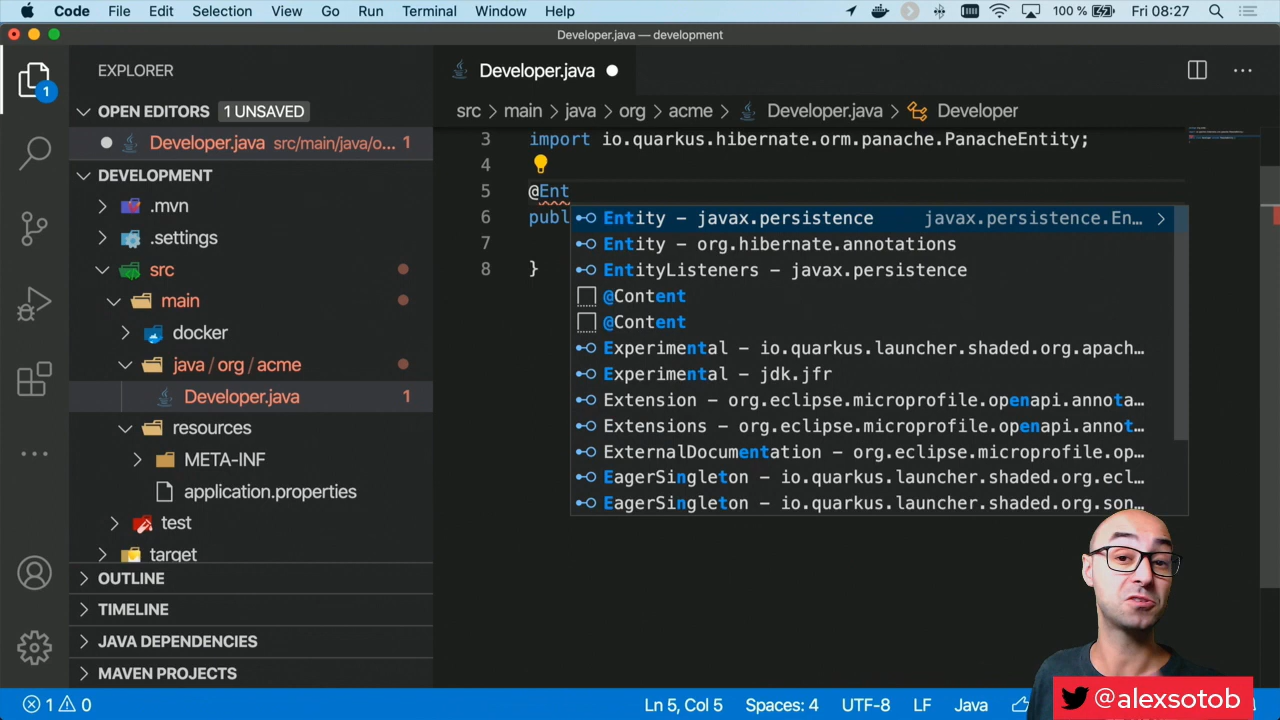 Code File Edit Selection View Go Run Terminal Window Help 100 % Fri 08:27
Developer.java — development
EXPLORER
OPEN EDITORS 1 UNSAVED
Developer.java src/main/java/o... 1
DEVELOPMENT
.mvn
.settings
src
main
docker
java / org / acme
Developer.java 1
resources
META-INF
application.properties
test
target
OUTLINE
TIMELINE
JAVA DEPENDENCIES
MAVEN PROJECTS
1
Developer.java
src > main > java > org > acme > Developer.java > Developer
3 import io.quarkus.hibernate.orm.panache.PanacheEntity;
4
5 @Ent
6 publ
7
8 }
Entity – javax.persistence javax.persistence.En… >
Entity – org.hibernate.annotations
EntityListeners – javax.persistence
@Content
@Content
Experimental – io.quarkus.launcher.shaded.org.apach…
Experimental – jdk.jfr
Extension – org.eclipse.microprofile.openapi.annota…
Extensions – org.eclipse.microprofile.openapi.annot…
ExternalDocumentation – org.eclipse.microprofile.op…
EagerSingleton – io.quarkus.launcher.shaded.org.ecl…
EagerSingleton – io.quarkus.launcher.shaded.org.son…
@alexsotob
1 0 Ln 5, Col 5 Spaces: 4 UTF-8 LF Java